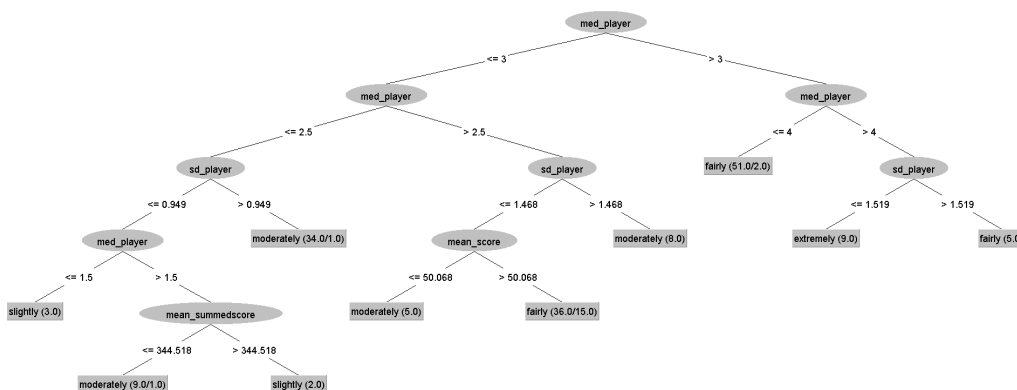 med_player
<= 3
> 3
med_player
med_player
<= 2.5
> 2.5
<= 4
> 4
sd_player
sd_player
fairly (51.0/2.0)
sd_player
<= 0.949
> 0.949
<= 1.468
> 1.468
<= 1.519
> 1.519
med_player
moderately (34.0/1.0)
mean_score
moderately (8.0)
extremely (9.0)
fairly (5.0
<= 1.5
> 1.5
<= 50.068
> 50.068
slightly (3.0)
mean_summedscore
moderately (5.0)
fairly (36.0/15.0)
<= 344.518
> 344.518
moderately (9.0/1.0)
slightly (2.0)